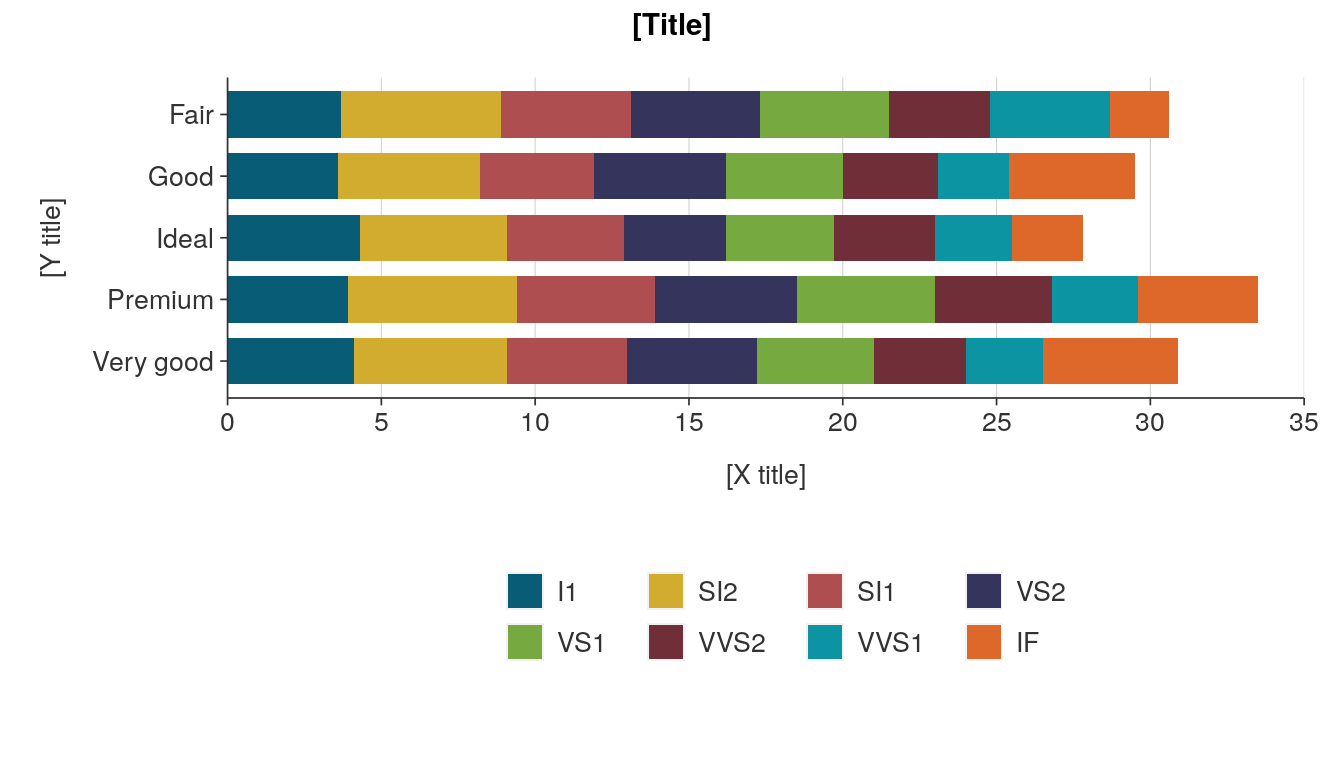 [Title]
[Y title]
Fair
Good
Ideal
Premium
Very good
0 5 10 15 20 25 30 35
[X title]
I1 SI2 SI1 VS2
VS1 VVS2 VVS1 IF